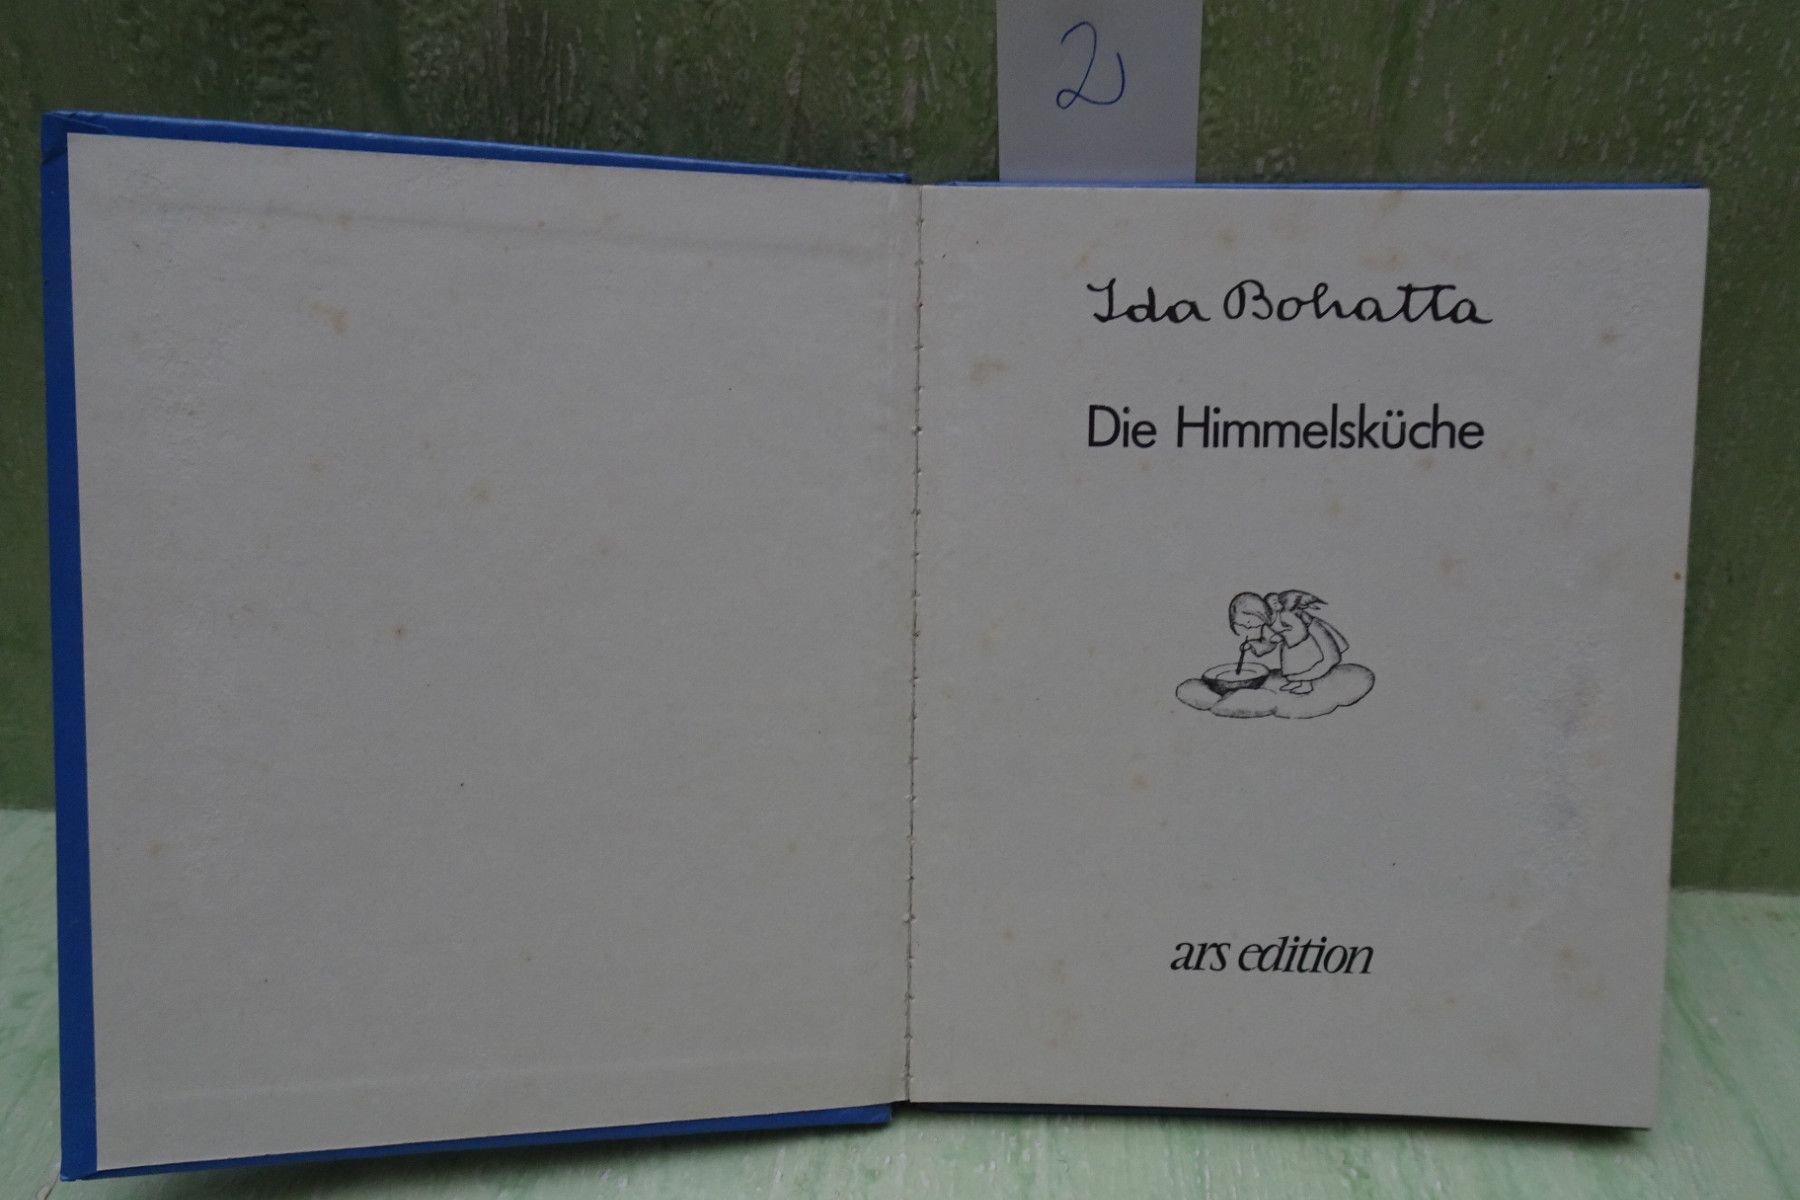 2
Ida Bohatta
Die Himmelsküche
ars edition